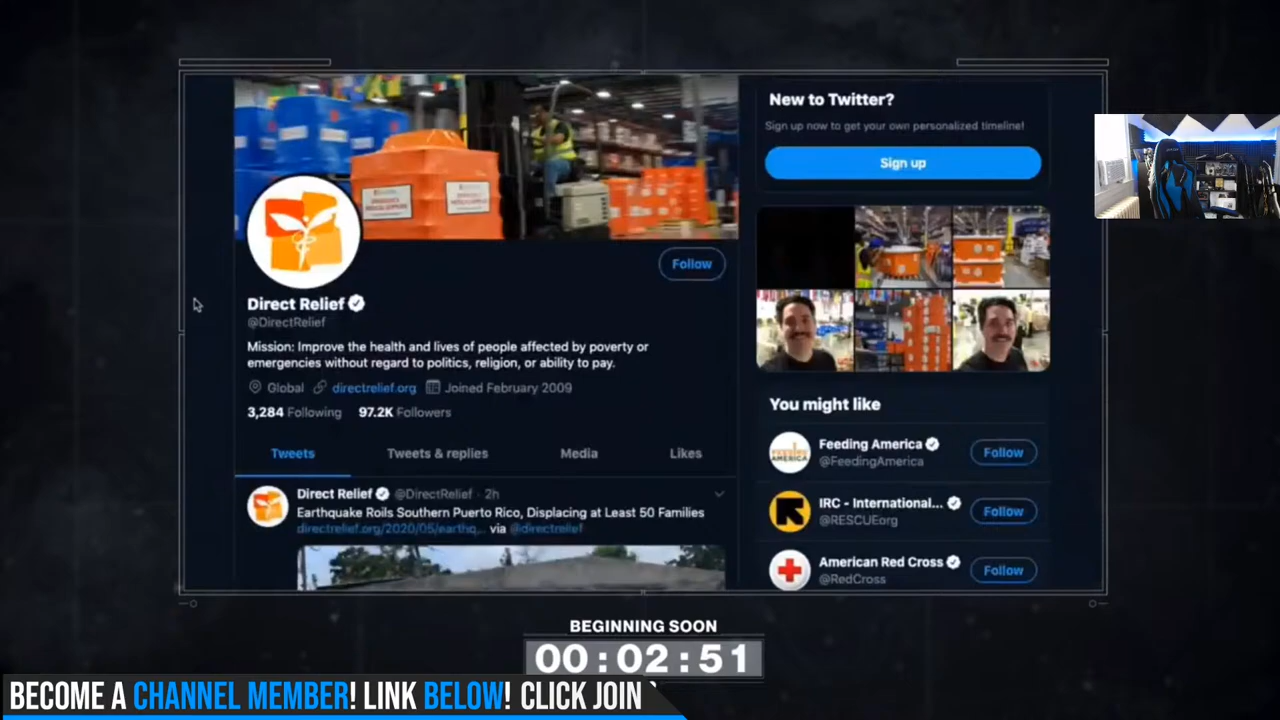 Direct Relief
@DirectRelief
Follow
Mission: Improve the health and lives of people affected by poverty or
emergencies without regard to politics, religion, or ability to pay.
Global directrelief.org Joined February 2009
3,284 Following 97.2K Followers
Tweets Tweets & replies Media Likes
Direct Relief @DirectRelief · 2h
Earthquake Roils Southern Puerto Rico, Displacing at Least 50 Families
directrelief.org/2020/05/earthq... via @directrelief
New to Twitter?
Sign up now to get your own personalized timeline!
Sign up
You might like
Feeding America
@FeedingAmerica
Follow
IRC - International...
@RESCUEorg
Follow
American Red Cross
@RedCross
Follow
BEGINNING SOON
00:02:51
BECOME A CHANNEL MEMBER! LINK BELOW! CLICK JOIN